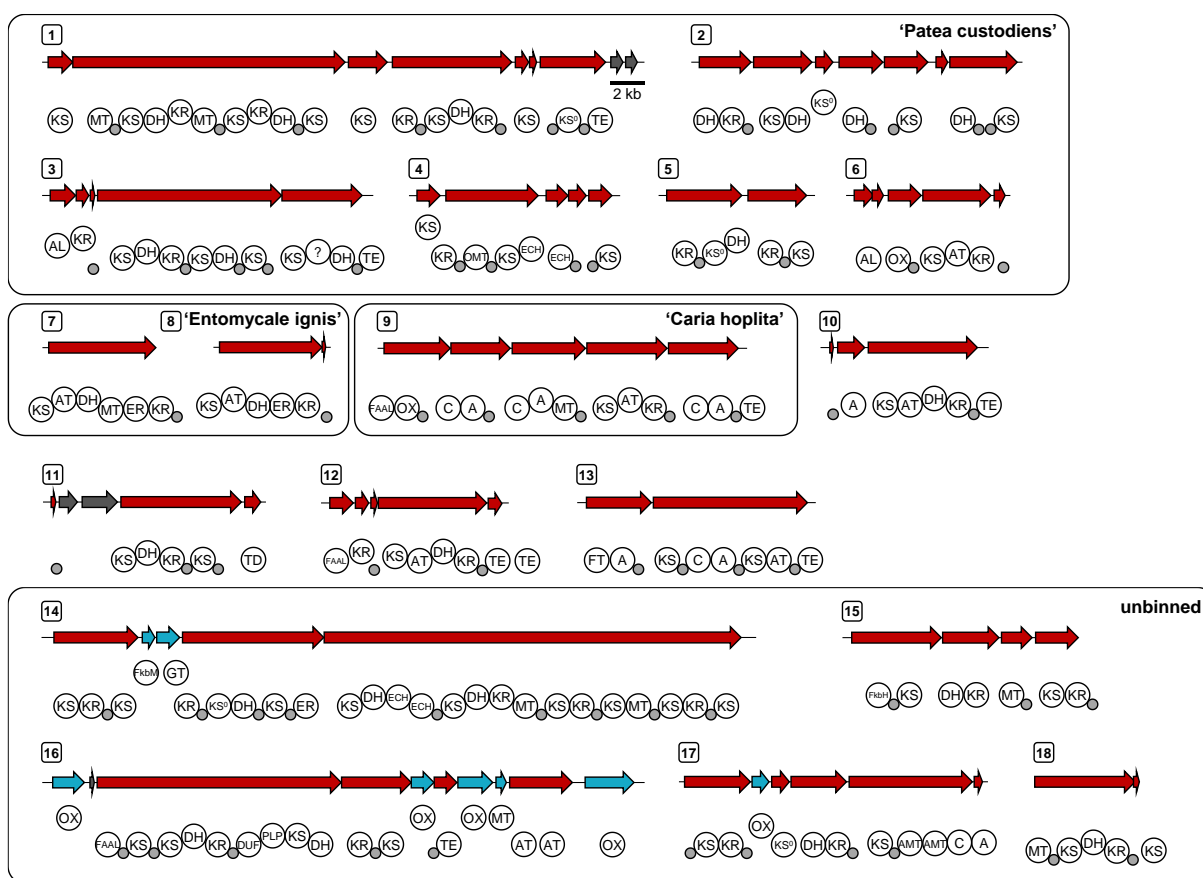 1 'Patea custodiens' 2
2 kb
KS MT KS DH KR MT KS KR DH KS KS KR KS DH KR KS KS⁰ TE DH KR KS DH KS⁰ DH KS DH KS
3 4 5 6
AL KR KS DH KR KS DH KS KS ? DH TE KS KR OMT KS ECH ECH KS KR KS⁰ DH KR KS AL OX KS AT KR
7 8 'Entomycale ignis' 9 'Caria hoplita' 10
KS AT DH MT ER KR KS AT DH ER KR FAAL OX C A C A MT KS AT KR C A TE A KS AT DH KR TE
11 12 13
KS DH KR KS TD FAAL KR KS AT DH KR TE TE FT A KS C A KS AT TE
14 15 unbinned
FkbM GT
KS KR KS KR KS⁰ DH KS ER KS DH ECH ECH KS DH KR MT KS KR KS MT KS KR KS FkbH KS DH KR MT KS KR
16 17 18
OX FAAL KS KS DH KR DUF PLP KS DH KR KS OX TE OX MT AT AT OX KS KR OX KS⁰ DH KR KS AMT AMT C A MT KS DH KR KS